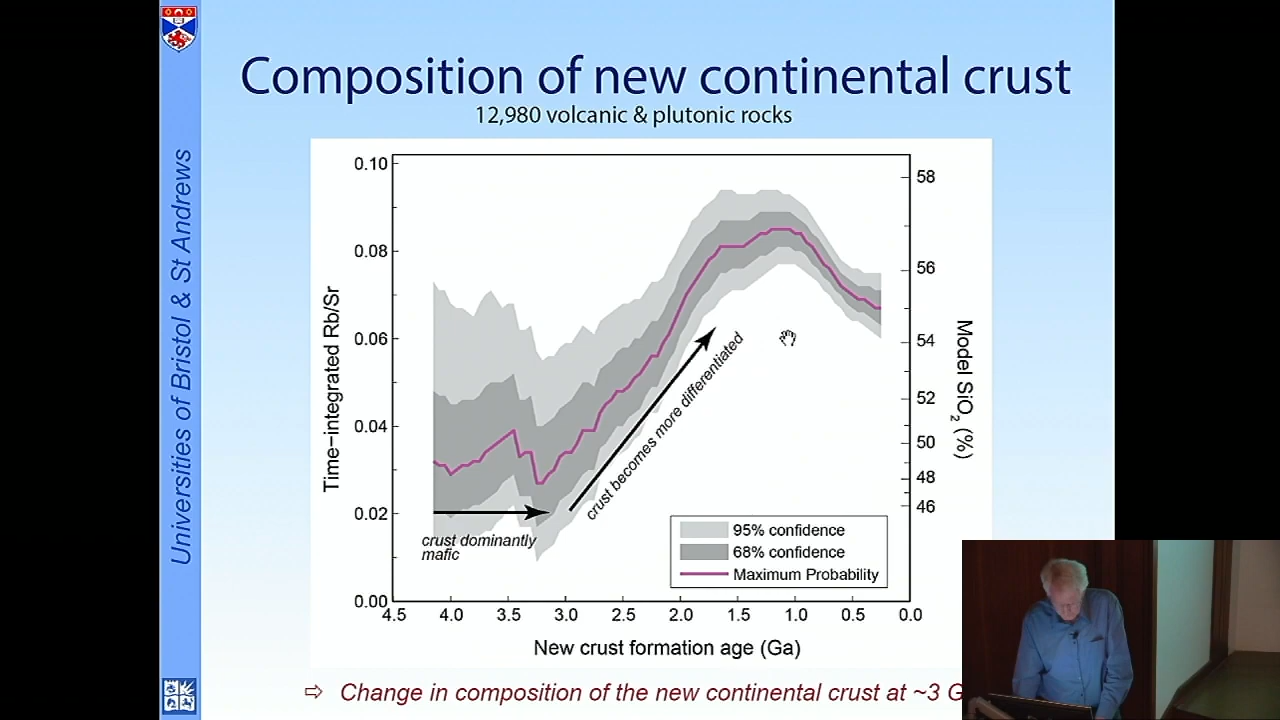 Composition of new continental crust
12,980 volcanic & plutonic rocks
Universities of Bristol & St Andrews
Time−integrated Rb/Sr
0.10
0.08
0.06
0.04
0.02
0.00
58
56
54
52
50
48
46
Model SiO2 (%)
crust becomes more differentiated
crust dominantly
mafic
95% confidence
68% confidence
Maximum Probability
4.5 4.0 3.5 3.0 2.5 2.0 1.5 1.0 0.5 0.0
New crust formation age (Ga)
⇨ Change in composition of the new continental crust at ~3 G